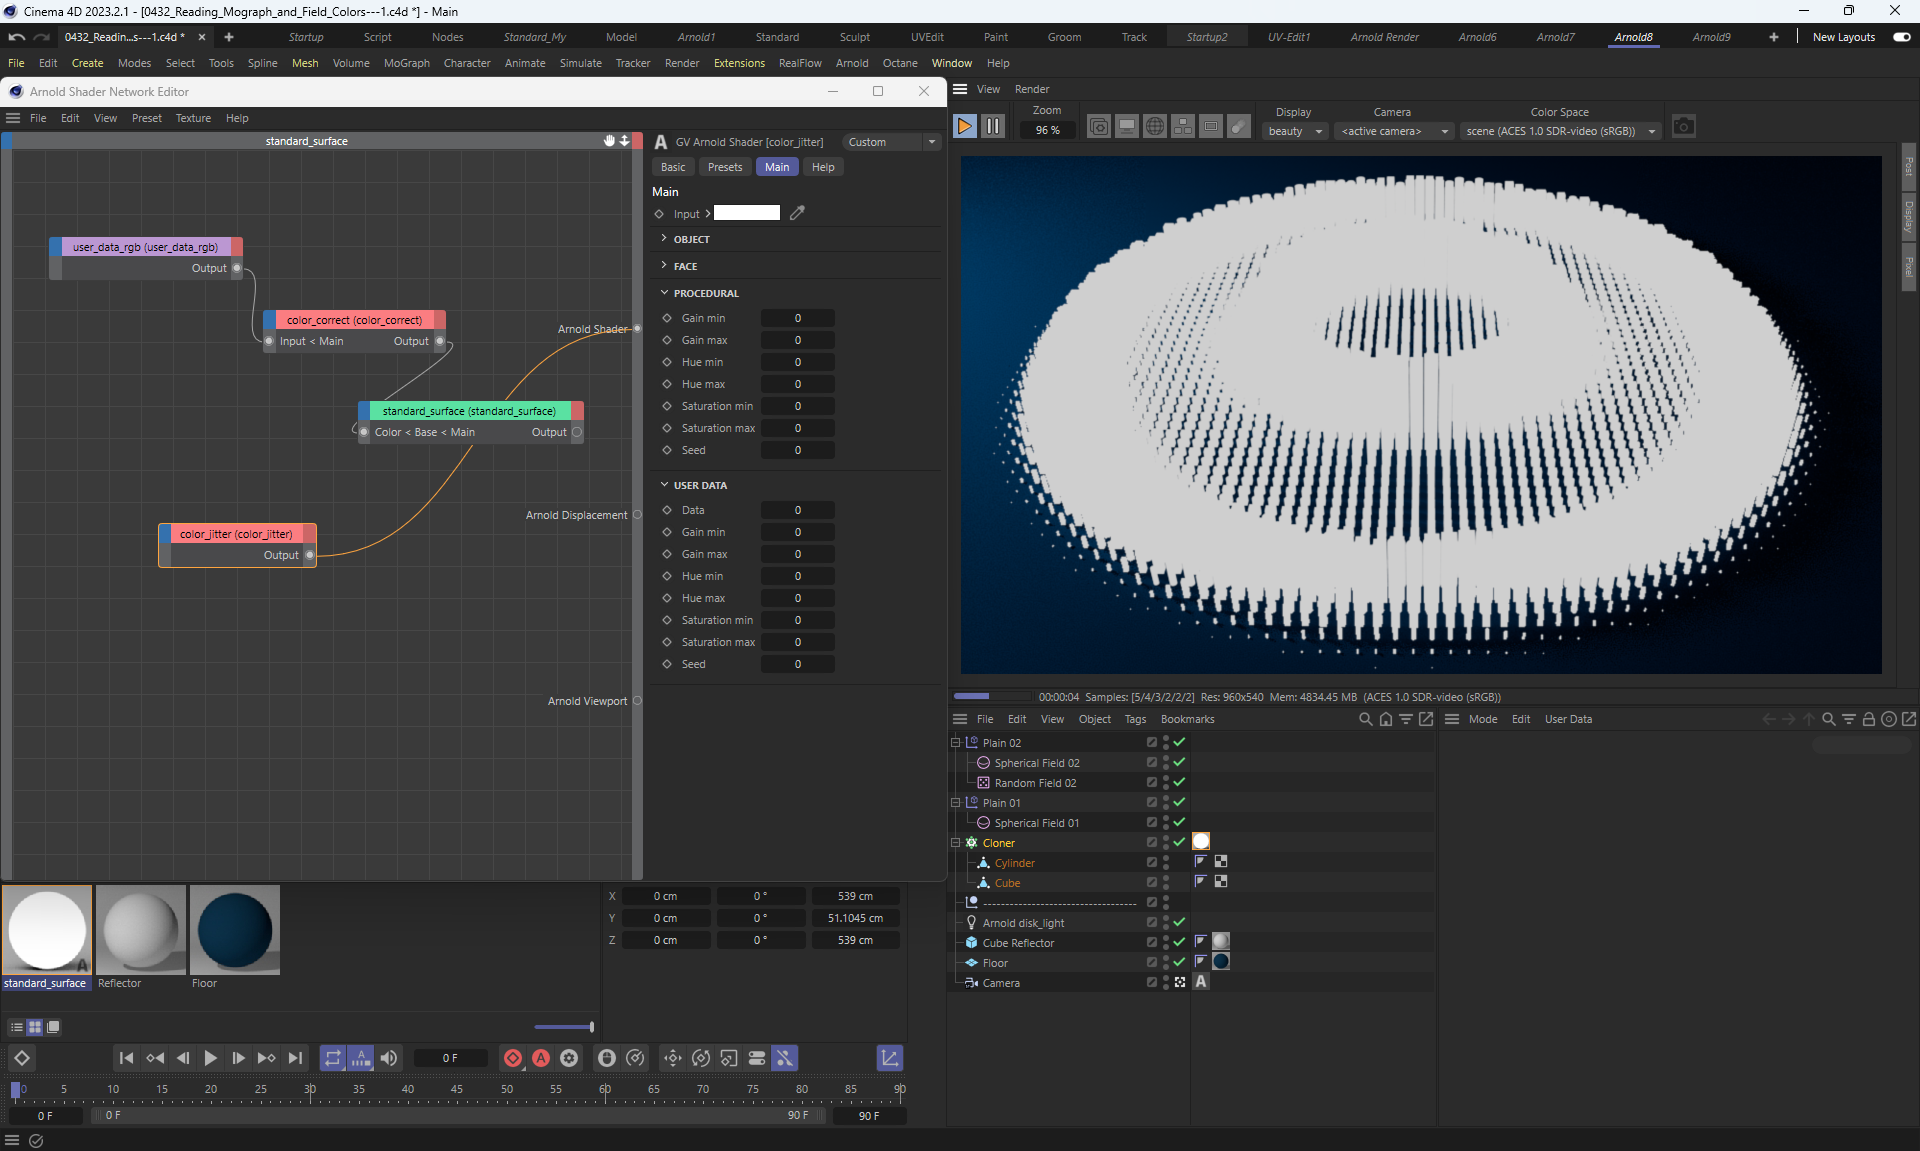 Cinema 4D 2023.2.1 - [0432_Reading_Mograph_and_Field_Colors---1.c4d *] - Main
0432_Readin...s---1.c4d *
Startup Script Nodes Standard_My Model Arnold1 Standard Sculpt UVEdit Paint Groom Track Startup2 UV-Edit1 Arnold Render Arnold6 Arnold7 Arnold8 Arnold9 New Layouts
File Edit Create Modes Select Tools Spline Mesh Volume MoGraph Character Animate Simulate Tracker Render Extensions RealFlow Arnold Octane Window Help
Arnold Shader Network Editor
File Edit View Preset Texture Help
standard_surface
user_data_rgb (user_data_rgb)
Output
color_correct (color_correct)
Input < Main Output
Arnold Shader
standard_surface (standard_surface)
Color < Base < Main Output
Arnold Displacement
color_jitter (color_jitter)
Output
Arnold Viewport
A GV Arnold Shader [color_jitter] Custom
Basic Presets Main Help
Main
Input >
OBJECT
FACE
PROCEDURAL
Gain min 0
Gain max 0
Hue min 0
Hue max 0
Saturation min 0
Saturation max 0
Seed 0
USER DATA
Data 0
Gain min 0
Gain max 0
Hue min 0
Hue max 0
Saturation min 0
Saturation max 0
Seed 0
View Render
Zoom Display Camera Color Space
96 % beauty <active camera> scene (ACES 1.0 SDR-video (sRGB))
Post
Display
Pixel
00:00:04 Samples: [5/4/3/2/2/2] Res: 960x540 Mem: 4834.45 MB (ACES 1.0 SDR-video (sRGB))
File Edit View Object Tags Bookmarks
Mode Edit User Data
Plain 02
Spherical Field 02
Random Field 02
Plain 01
Spherical Field 01
Cloner
Cylinder
Cube
-----------------------------------
Arnold disk_light
Cube Reflector
Floor
Camera A
A
standard_surface Reflector Floor
X 0 cm 0 ° 539 cm
Y 0 cm 0 ° 51.1045 cm
Z 0 cm 0 ° 539 cm
0 F
0 5 10 15 20 25 30 35 40 45 50 55 60 65 70 75 80 85 90
0 F 0 F 90 F 90 F